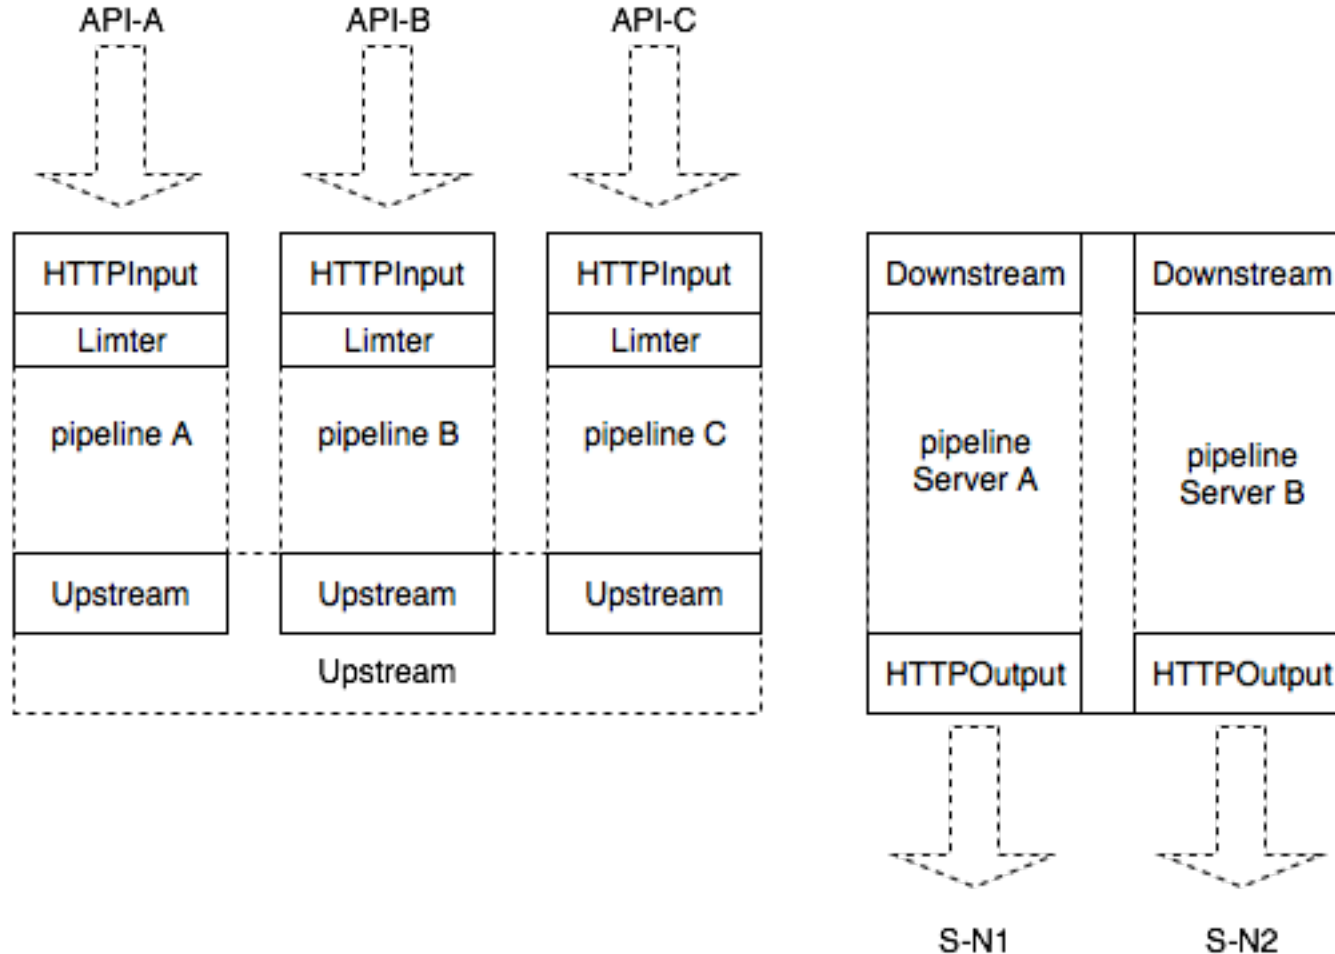 API-A
API-B
API-C
HTTPInput
HTTPInput
HTTPInput
Downstream
Downstream
Limter
Limter
Limter
pipeline A
pipeline B
pipeline C
pipeline
Server A
pipeline
Server B
Upstream
Upstream
Upstream
Upstream
HTTPOutput
HTTPOutput
S-N1
S-N2